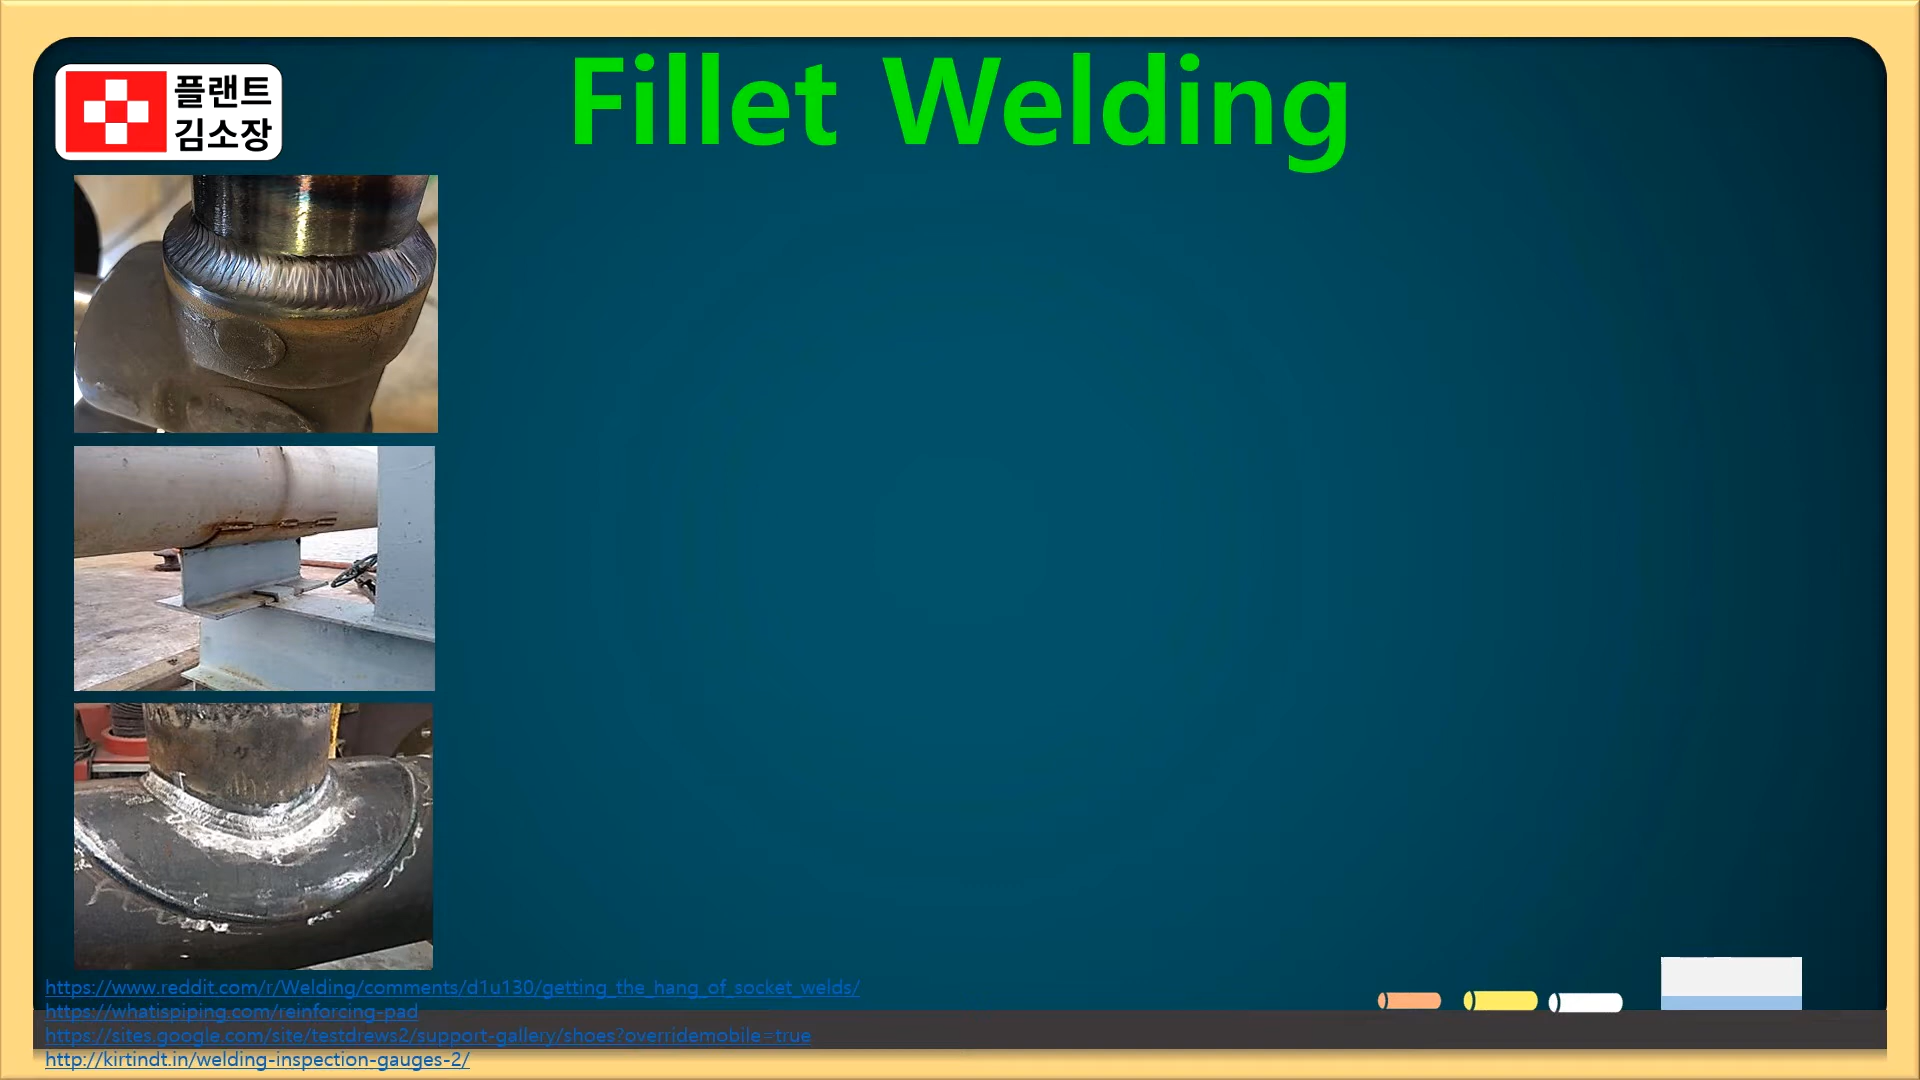 Fillet Welding
플랜트
김소장
https://www.reddit.com/r/Welding/comments/d1u130/getting_the_hang_of_socket_welds/
https://whatispiping.com/reinforcing-pad
https://sites.google.com/site/testdrews2/support-gallery/shoes?overridemobile=true
http://kirtindt.in/welding-inspection-gauges-2/